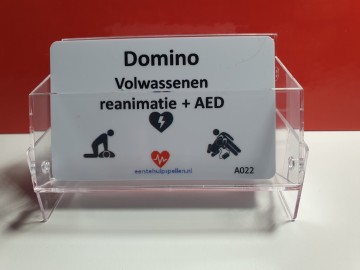 Domino
Volwassenen
reanimatie + AED
eerstehulpspellen.nl
A022